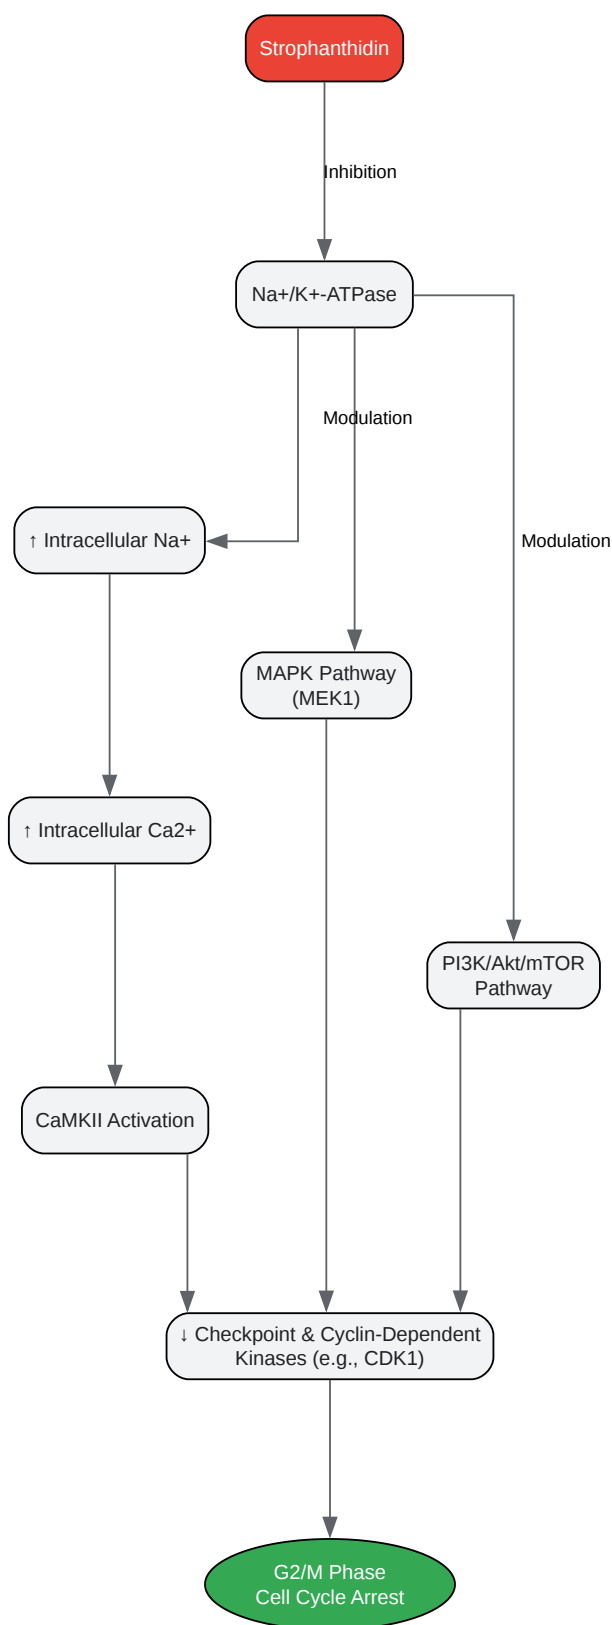 Strophanthidin
Inhibition
Na+/K+-ATPase
Modulation
↑ Intracellular Na+
Modulation
MAPK Pathway
(MEK1)
↑ Intracellular Ca2+
PI3K/Akt/mTOR
Pathway
CaMKII Activation
↓ Checkpoint & Cyclin-Dependent
Kinases (e.g., CDK1)
G2/M Phase
Cell Cycle Arrest